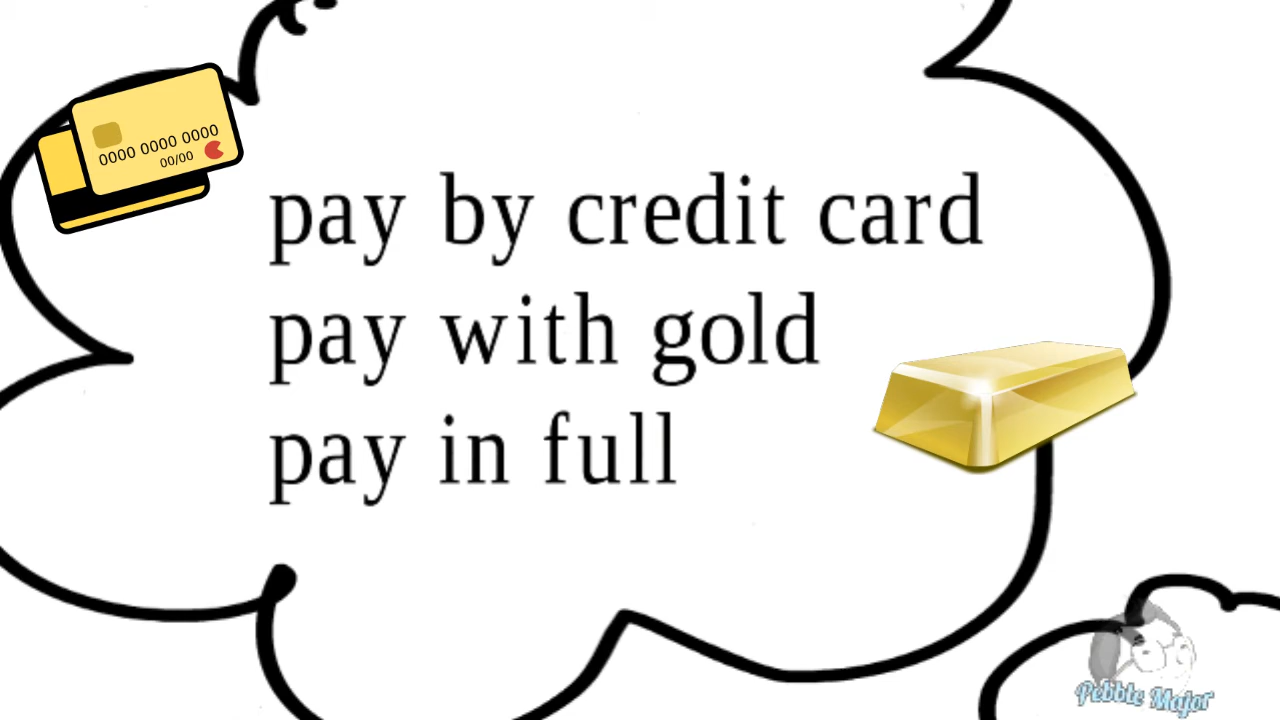 0000 0000 0000
00/00
pay by credit card
pay with gold
pay in full
Pebble Major